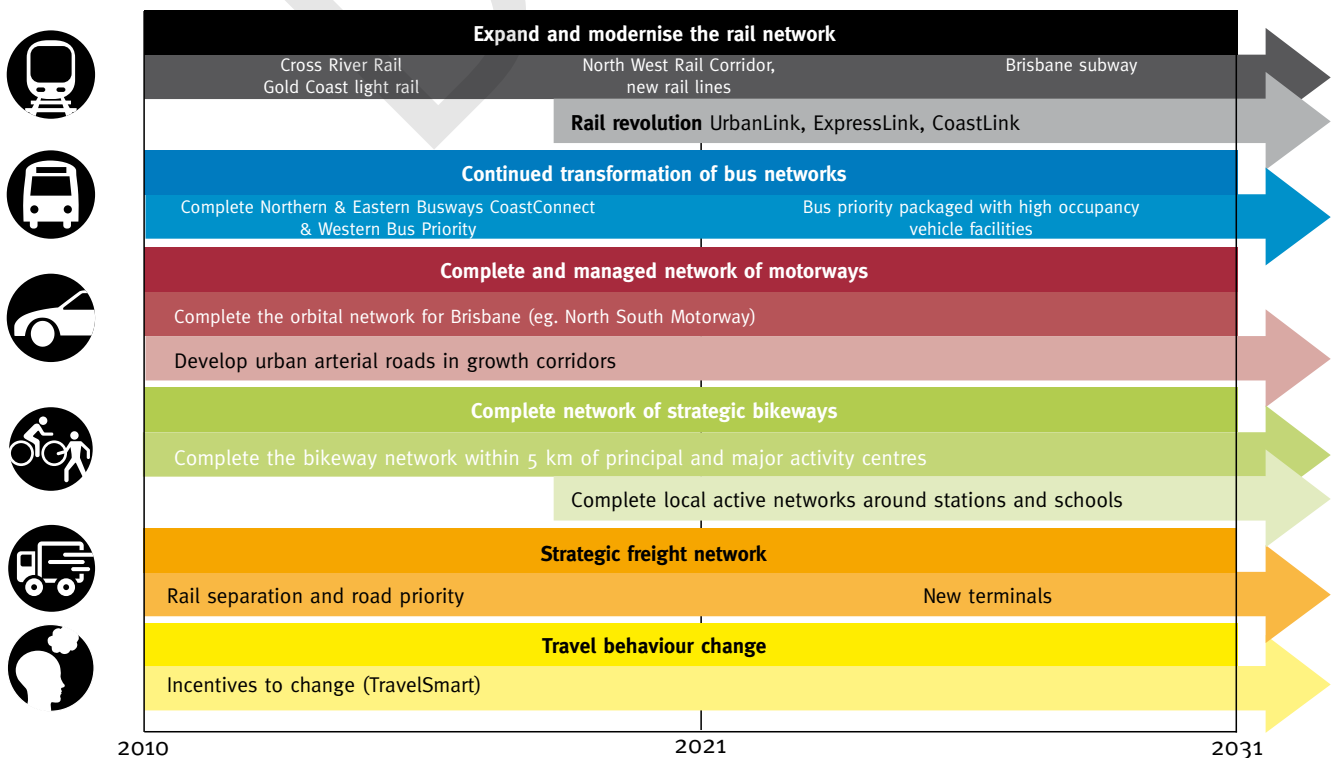 Expand and modernise the rail network
Cross River Rail
Gold Coast light rail
North West Rail Corridor,
new rail lines
Brisbane subway
Rail revolution UrbanLink, ExpressLink, CoastLink
Continued transformation of bus networks
Complete Northern & Eastern Busways CoastConnect
& Western Bus Priority
Bus priority packaged with high occupancy
vehicle facilities
Complete and managed network of motorways
Complete the orbital network for Brisbane (eg. North South Motorway)
Develop urban arterial roads in growth corridors
Complete network of strategic bikeways
Complete the bikeway network within 5 km of principal and major activity centres
Complete local active networks around stations and schools
Strategic freight network
Rail separation and road priority
New terminals
Travel behaviour change
Incentives to change (TravelSmart)
2010
2021
2031